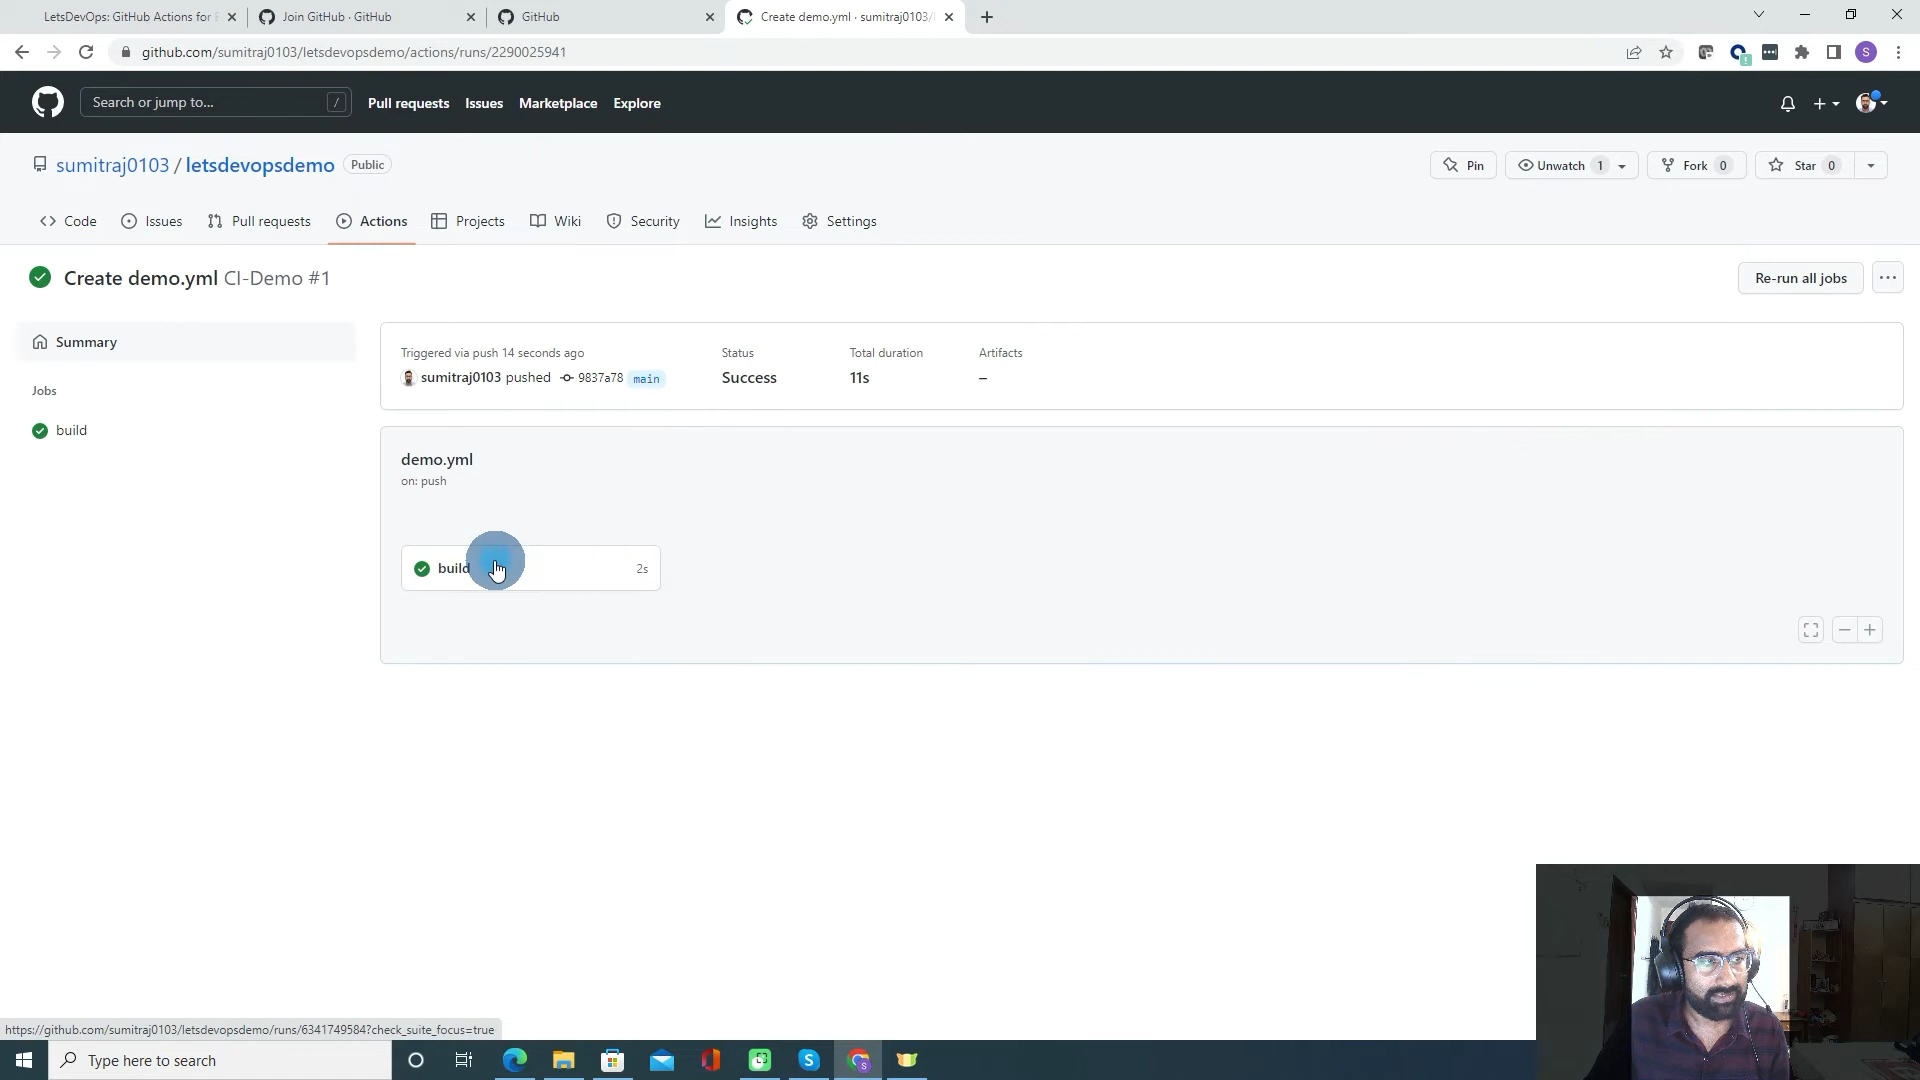 LetsDevOps: GitHub Actions for
Join GitHub · GitHub
GitHub
Create demo.yml · sumitraj0103/
github.com/sumitraj0103/letsdevopsdemo/actions/runs/2290025941
S
Search or jump to...
/
Pull requests
Issues
Marketplace
Explore
sumitraj0103 / letsdevopsdemo
Public
Pin
Unwatch 1
Fork 0
Star 0
Code
Issues
Pull requests
Actions
Projects
Wiki
Security
Insights
Settings
Create demo.yml CI-Demo #1
Re-run all jobs
Summary
Triggered via push 14 seconds ago
Status
Total duration
Artifacts
sumitraj0103 pushed 9837a78 main
Success
11s
–
Jobs
build
demo.yml
on: push
build
2s
https://github.com/sumitraj0103/letsdevopsdemo/runs/6341749584?check_suite_focus=true
Type here to search